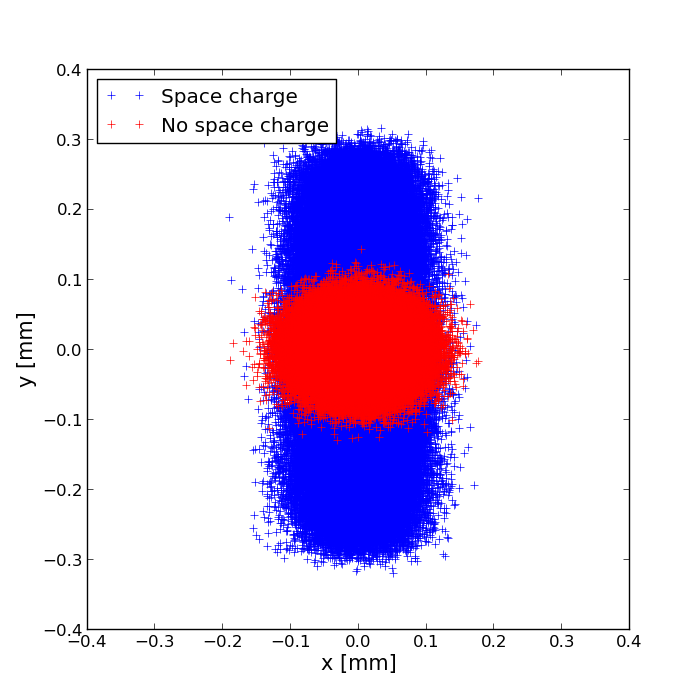 0.4
0.3
0.2
0.1
0.0
−0.1
−0.2
−0.3
−0.4
y [mm]
Space charge
No space charge
−0.4 −0.3 −0.2 −0.1 0.0 0.1 0.2 0.3 0.4
x [mm]